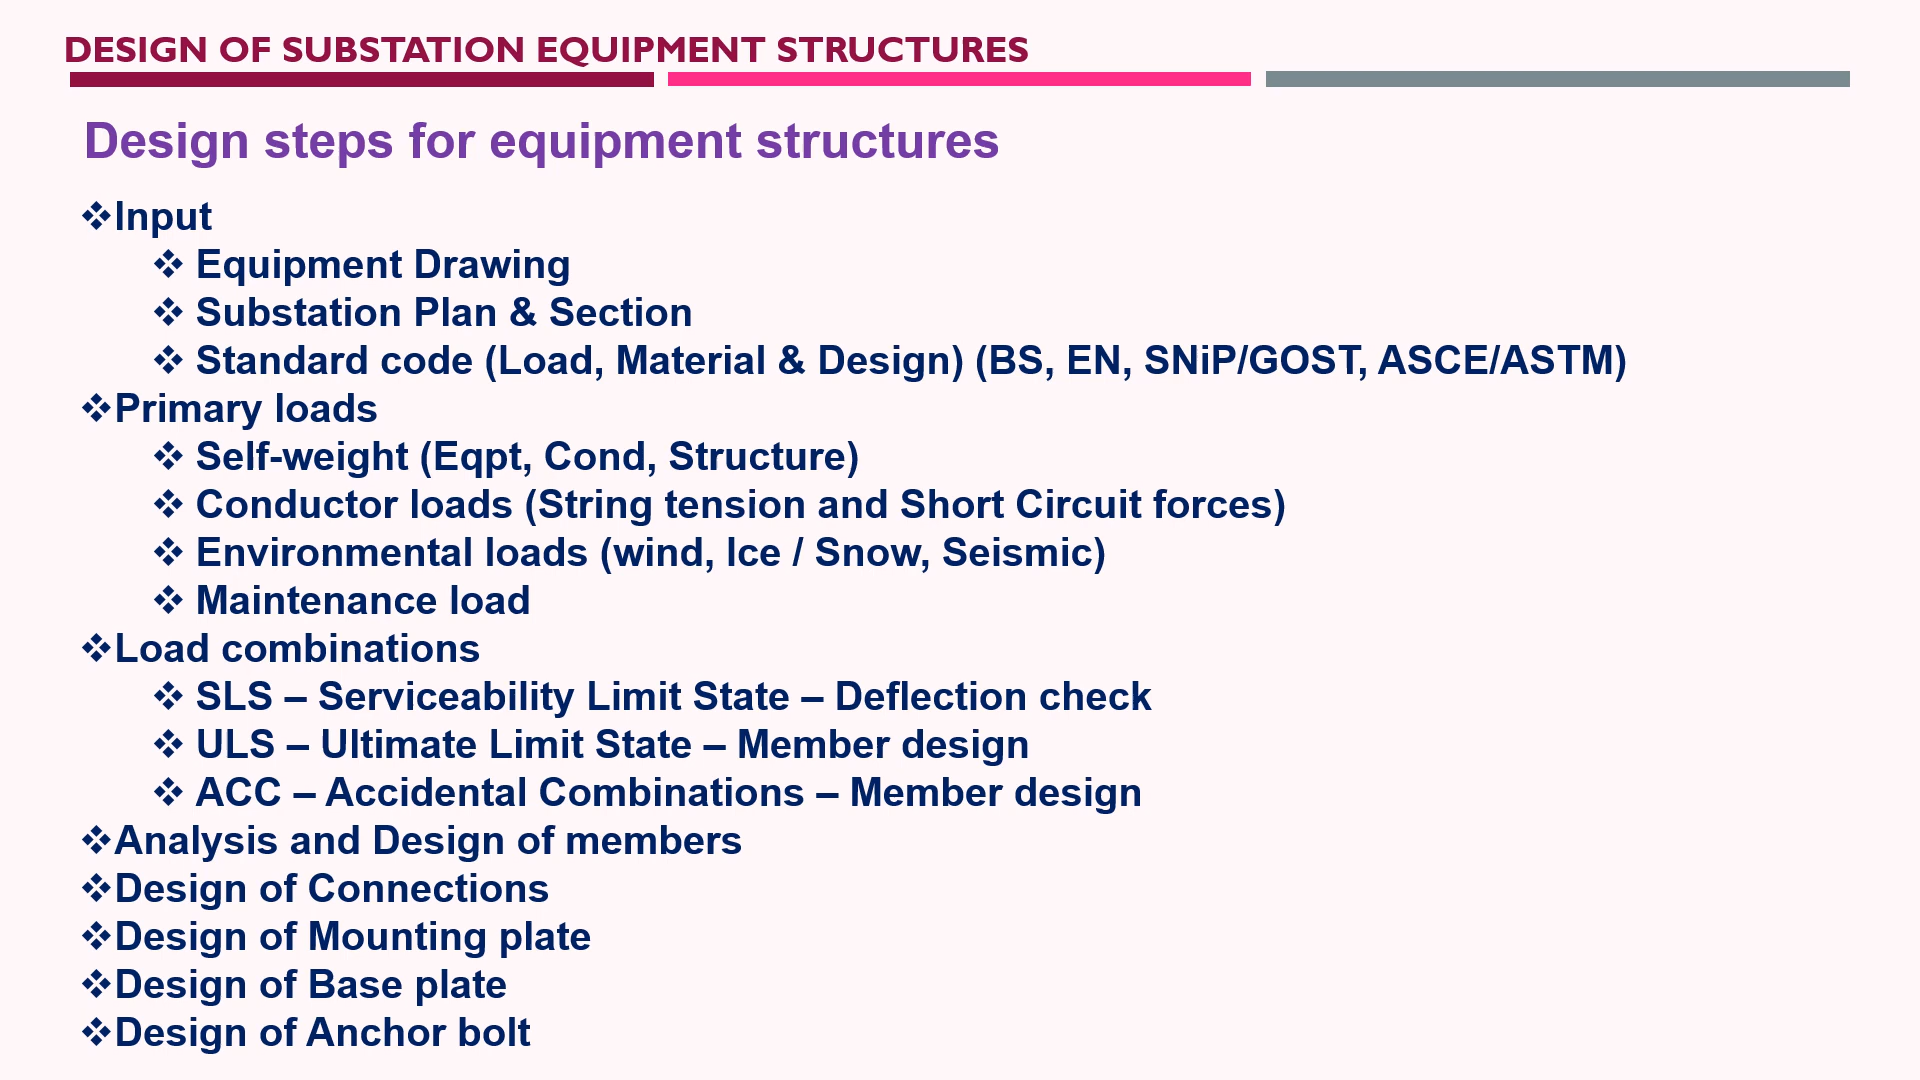 DESIGN OF SUBSTATION EQUIPMENT STRUCTURES
Design steps for equipment structures
❖Input
❖ Equipment Drawing
❖ Substation Plan & Section
❖ Standard code (Load, Material & Design) (BS, EN, SNiP/GOST, ASCE/ASTM)
❖Primary loads
❖ Self-weight (Eqpt, Cond, Structure)
❖ Conductor loads (String tension and Short Circuit forces)
❖ Environmental loads (wind, Ice / Snow, Seismic)
❖ Maintenance load
❖Load combinations
❖ SLS – Serviceability Limit State – Deflection check
❖ ULS – Ultimate Limit State – Member design
❖ ACC – Accidental Combinations – Member design
❖Analysis and Design of members
❖Design of Connections
❖Design of Mounting plate
❖Design of Base plate
❖Design of Anchor bolt